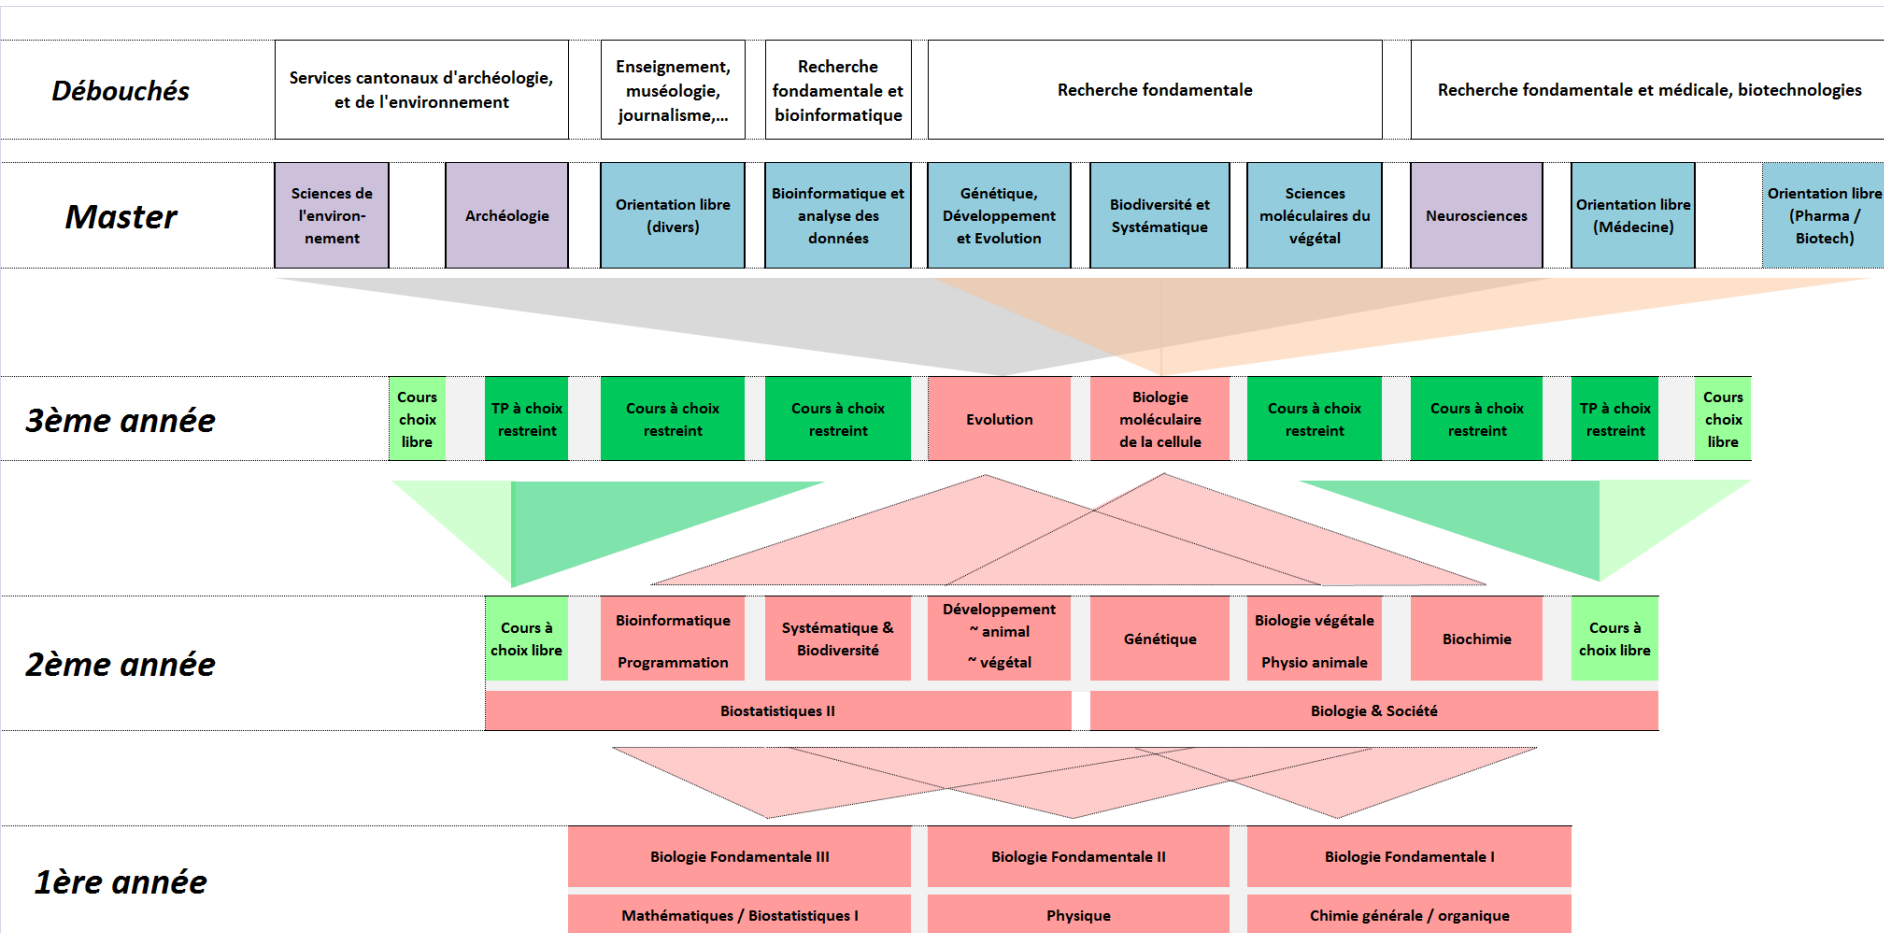 Débouchés
Services cantonaux d'archéologie,
et de l'environnement
Enseignement,
muséologie,
journalisme,...
Recherche
fondamentale et
bioinformatique
Recherche fondamentale
Recherche fondamentale et médicale, biotechnologies
Master
Sciences de
l'environ-
nement
Archéologie
Orientation libre
(divers)
Bioinformatique et
analyse des
données
Génétique,
Développement
et Evolution
Biodiversité et
Systématique
Sciences
moléculaires du
végétal
Neurosciences
Orientation libre
(Médecine)
Orientation libre
(Pharma /
Biotech)
3ème année
Cours
choix
libre
TP à choix
restreint
Cours à choix
restreint
Cours à choix
restreint
Evolution
Biologie
moléculaire
de la cellule
Cours à choix
restreint
Cours à choix
restreint
TP à choix
restreint
Cours
choix
libre
2ème année
Cours à
choix libre
Bioinformatique
Programmation
Systématique &
Biodiversité
Développement
~ animal
~ végétal
Génétique
Biologie végétale
Physio animale
Biochimie
Cours à
choix libre
Biostatistiques II
Biologie & Société
1ère année
Biologie Fondamentale III
Biologie Fondamentale II
Biologie Fondamentale I
Mathématiques / Biostatistiques I
Physique
Chimie générale / organique